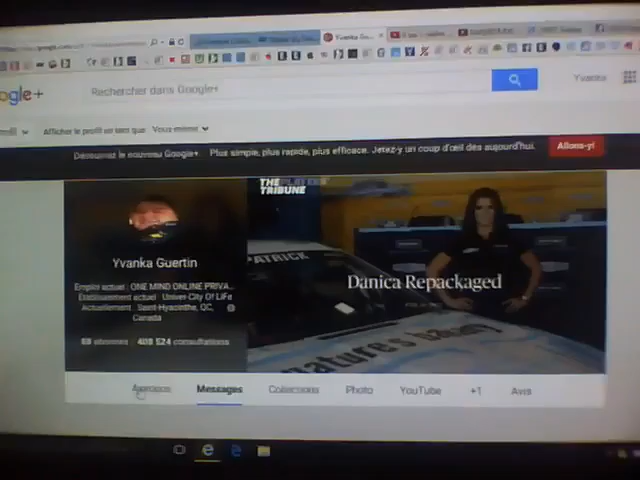 ogle+
Rechercher dans Google+
Yvanka
Afficher le profil en tant que Vous-même
Découvrez le nouveau Google+ Plus simple, plus rapide, plus efficace. Jetez-y un coup d'œil dès aujourd'hui.
Allons-y!
THE PLAYERS' TRIBUNE
Yvanka Guertin
Emploi actuel : ONE MIND ONLINE PRIVA...
Établissement actuel : Univer-City Of LiFe
Actuellement : Saint-Hyacinthe, QC, Canada
408 524 consultations
PATRICK
Danica Repackaged
Nature's Bakery
À propos Messages Collections Photo YouTube +1 Avis